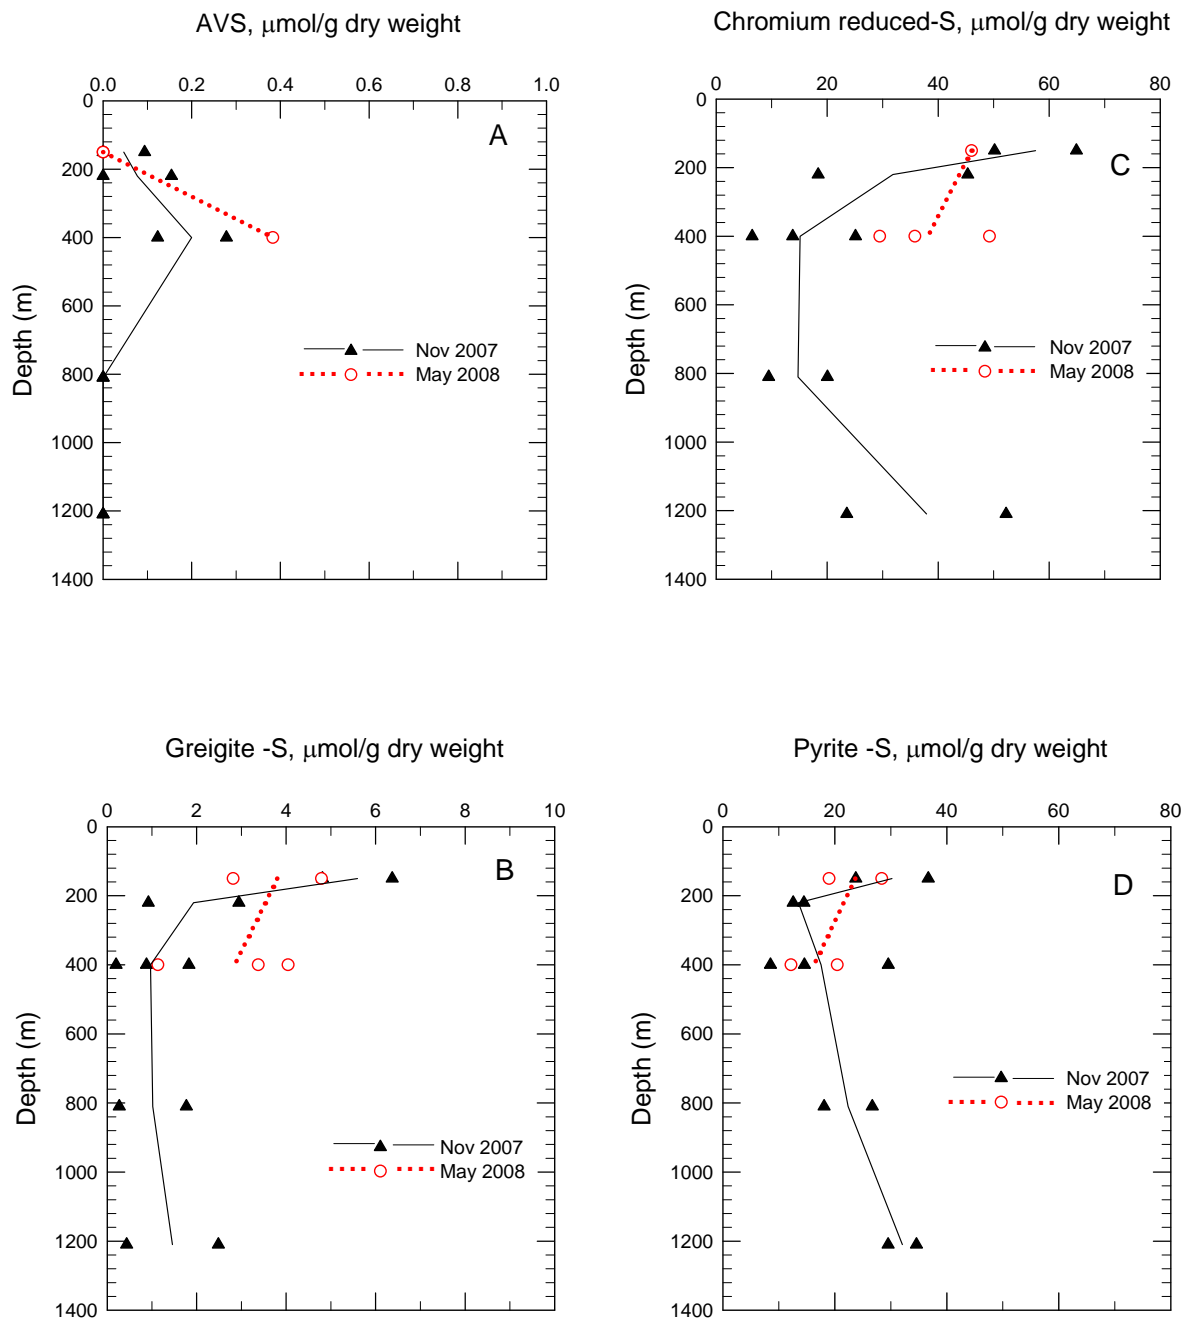 AVS, μmol/g dry weight
0.0 0.2 0.4 0.6 0.8 1.0
0
200
400
600
800
1000
1200
1400
Depth (m)
A
Nov 2007
May 2008
Chromium reduced-S, μmol/g dry weight
0 20 40 60 80
0
200
400
600
800
1000
1200
1400
Depth (m)
C
Nov 2007
May 2008
Greigite -S, μmol/g dry weight
0 2 4 6 8 10
0
200
400
600
800
1000
1200
1400
Depth (m)
B
Nov 2007
May 2008
Pyrite -S, μmol/g dry weight
0 20 40 60 80
0
200
400
600
800
1000
1200
1400
Depth (m)
D
Nov 2007
May 2008